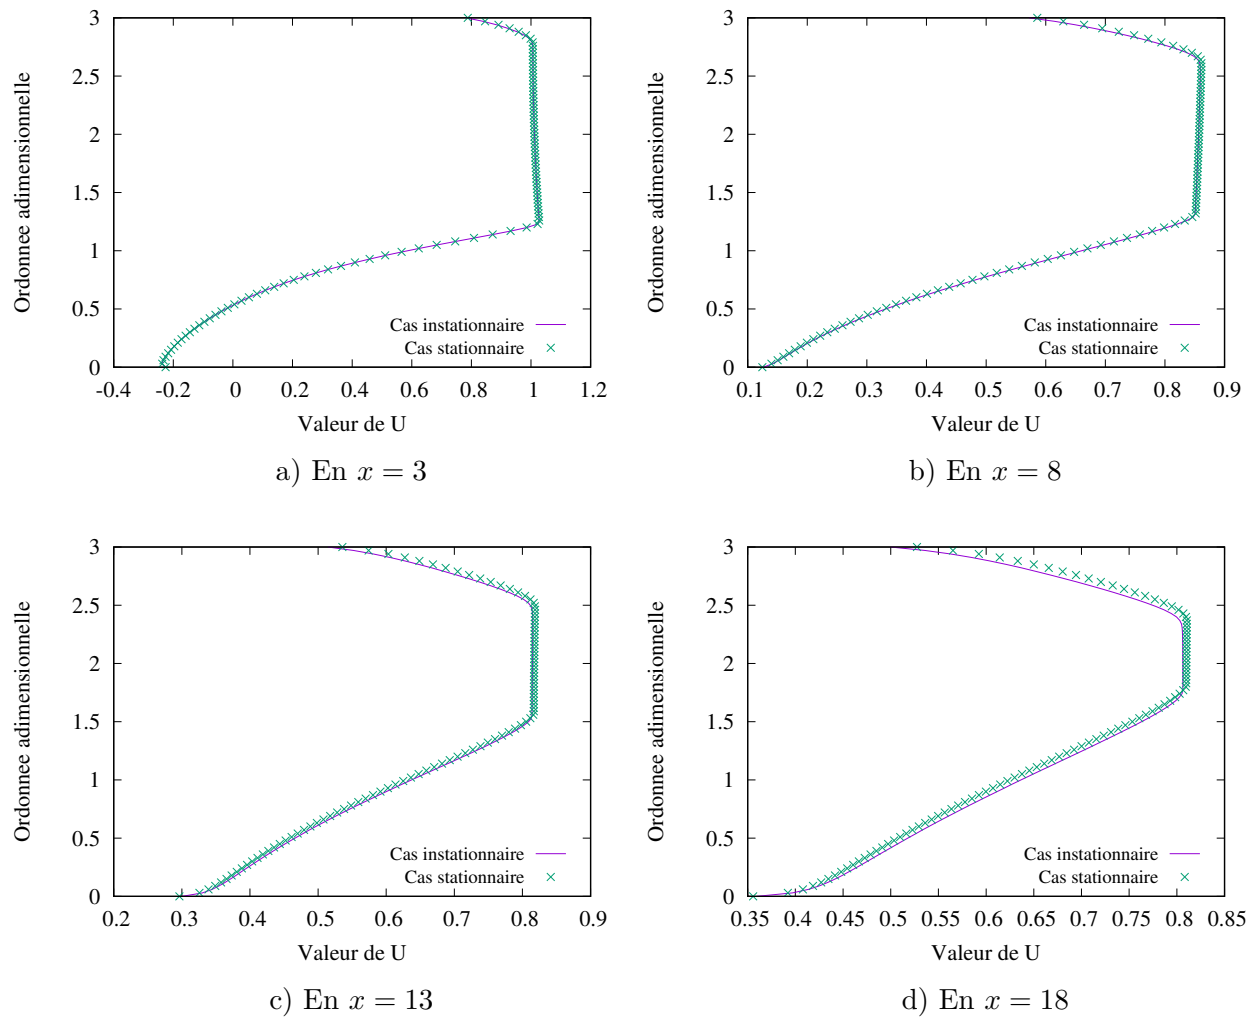 3
2.5
2
1.5
1
0.5
0
Ordonnee adimensionnelle
Cas instationnaire
Cas stationnaire
-0.4 -0.2 0 0.2 0.4 0.6 0.8 1 1.2
Valeur de U
a) En x = 3
3
2.5
2
1.5
1
0.5
0
Ordonnee adimensionnelle
Cas instationnaire
Cas stationnaire
0.1 0.2 0.3 0.4 0.5 0.6 0.7 0.8 0.9
Valeur de U
b) En x = 8
3
2.5
2
1.5
1
0.5
0
Ordonnee adimensionnelle
Cas instationnaire
Cas stationnaire
0.2 0.3 0.4 0.5 0.6 0.7 0.8 0.9
Valeur de U
c) En x = 13
3
2.5
2
1.5
1
0.5
0
Ordonnee adimensionnelle
Cas instationnaire
Cas stationnaire
0.35 0.4 0.45 0.5 0.55 0.6 0.65 0.7 0.75 0.8 0.85
Valeur de U
d) En x = 18